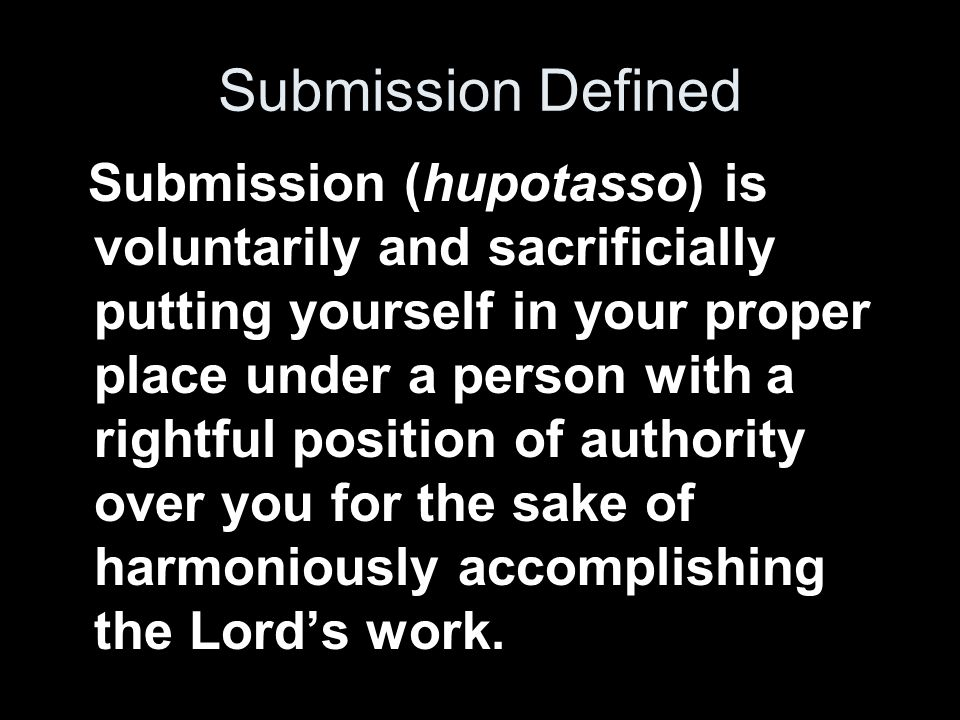 Submission Defined
Submission (hupotasso) is
voluntarily and sacrificially
putting yourself in your proper
place under a person with a
rightful position of authority
over you for the sake of
harmoniously accomplishing
the Lord’s work.